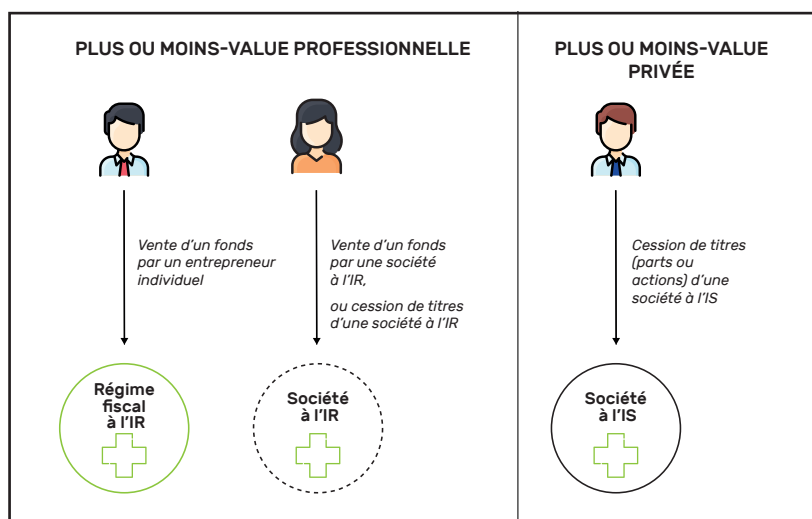 PLUS OU MOINS-VALUE PROFESSIONNELLE
Vente d’un fonds
par un entrepreneur
individuel
Régime
fiscal
à l’IR
Vente d’un fonds
par une société
à l’IR,
ou cession de titres
d’une société à l’IR
Société
à l’IR
PLUS OU MOINS-VALUE
PRIVÉE
Cession de titres
(parts ou
actions) d’une
société à l’IS
Société
à l’IS